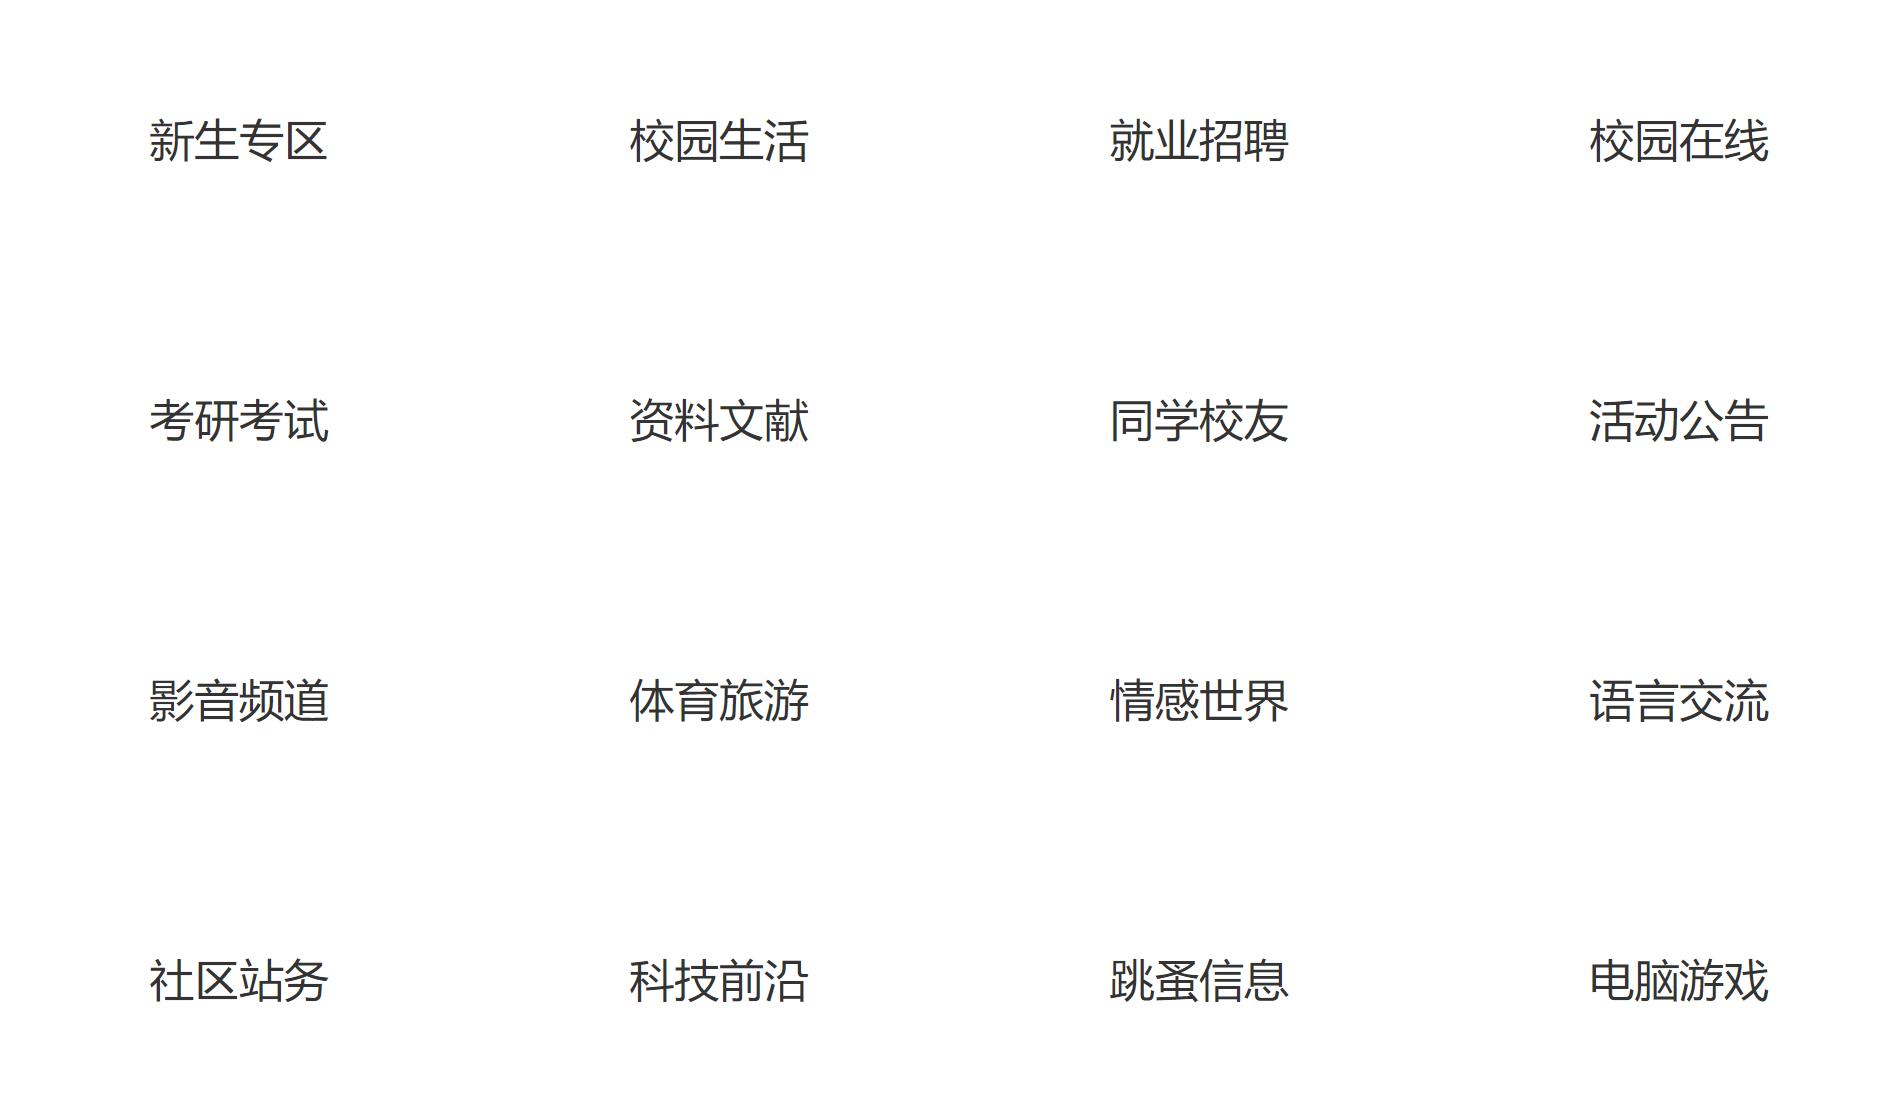 新生专区 校园生活 就业招聘 校园在线
考研考试 资料文献 同学校友 活动公告
影音频道 体育旅游 情感世界 语言交流
社区站务 科技前沿 跳蚤信息 电脑游戏